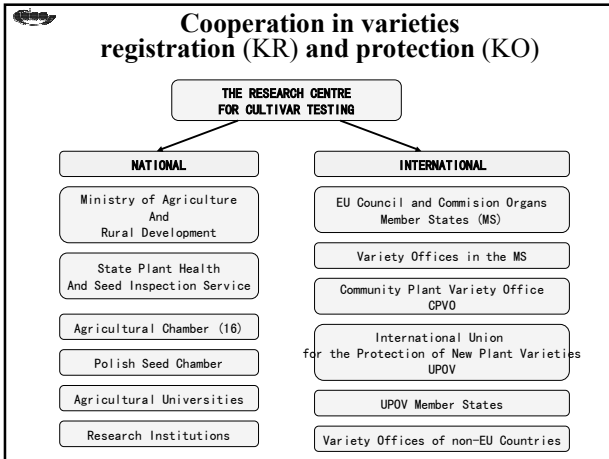 Cooperation in varieties
registration (KR) and protection (KO)
THE RESEARCH CENTRE
FOR CULTIVAR TESTING
NATIONAL
Ministry of Agriculture
And
Rural Development
State Plant Health
And Seed Inspection Service
Agricultural Chamber (16)
Polish Seed Chamber
Agricultural Universities
Research Institutions
INTERNATIONAL
EU Council and Commision Organs
Member States (MS)
Variety Offices in the MS
Community Plant Variety Office
CPVO
International Union
for the Protection of New Plant Varieties
UPOV
UPOV Member States
Variety Offices of non-EU Countries